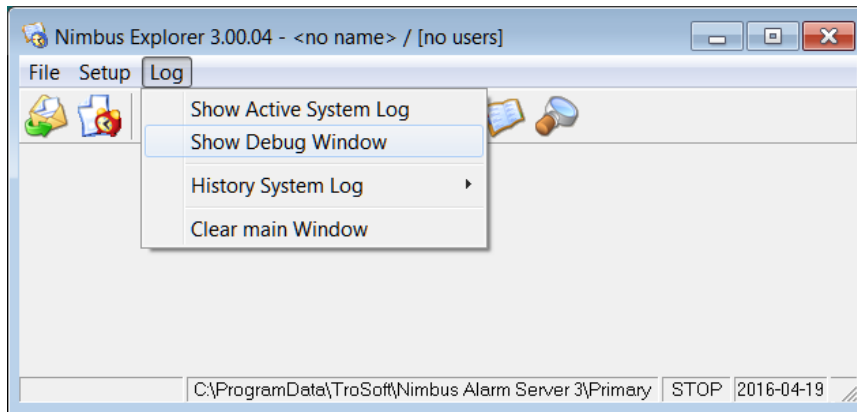 Nimbus Explorer 3.00.04 - <no name> / [no users]
File Setup Log
Show Active System Log
Show Debug Window
History System Log
Clear main Window
C:\ProgramData\TroSoft\Nimbus Alarm Server 3\Primary STOP 2016-04-19